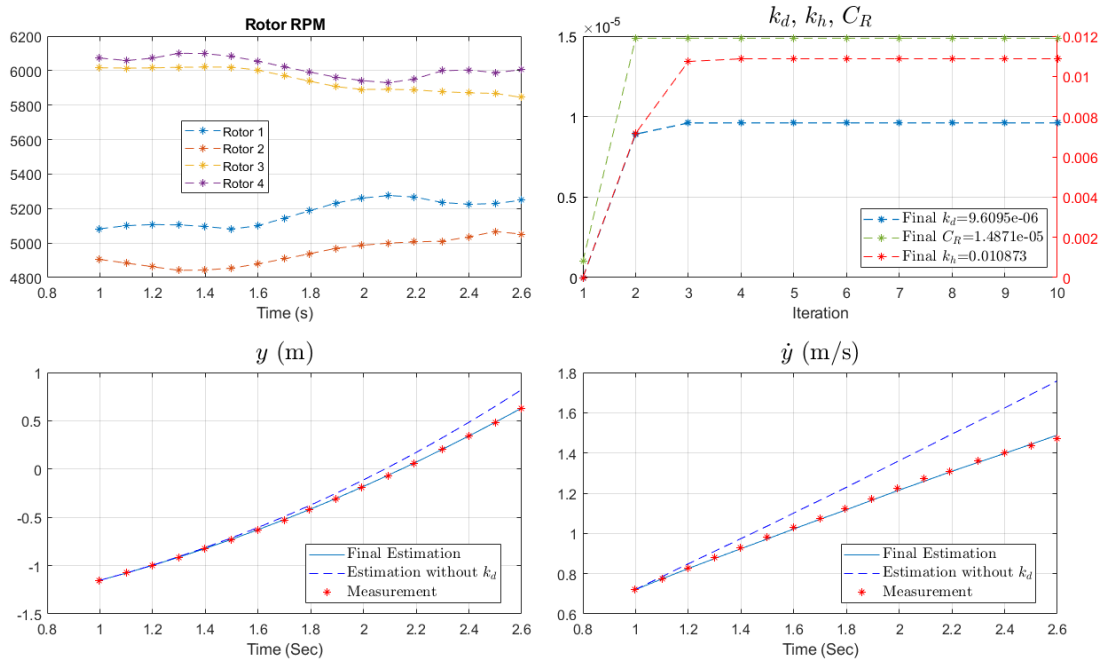 Rotor RPM
6200
6000
5800
5600
5400
5200
5000
4800
Rotor 1
Rotor 2
Rotor 3
Rotor 4
0.8 1 1.2 1.4 1.6 1.8 2 2.2 2.4 2.6
Time (s)
k_d, k_h, C_R
×10^-5
1.5
1
0.5
0
0.012
0.01
0.008
0.006
0.004
0.002
0
Final k_d=9.6095e-06
Final C_R=1.4871e-05
Final k_h=0.010873
1 2 3 4 5 6 7 8 9 10
Iteration
y (m)
1
0.5
0
-0.5
-1
-1.5
Final Estimation
Estimation without k_d
Measurement
0.8 1 1.2 1.4 1.6 1.8 2 2.2 2.4 2.6
Time (Sec)
ẏ (m/s)
1.8
1.6
1.4
1.2
1
0.8
0.6
Final Estimation
Estimation without k_d
Measurement
0.8 1 1.2 1.4 1.6 1.8 2 2.2 2.4 2.6
Time (Sec)